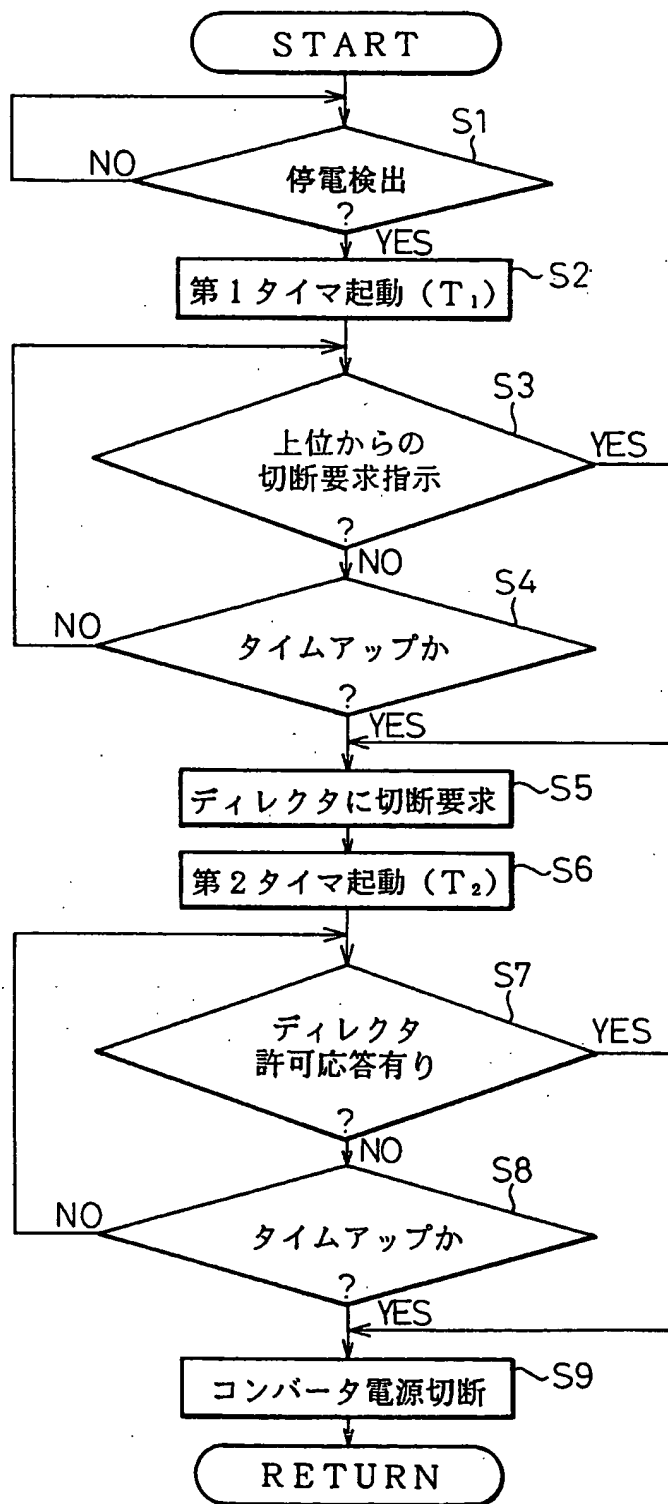 START
S1
NO
停電検出
?
YES
第1タイマ起動（T₁）
S2
S3
上位からの
切断要求指示
YES
?
NO
S4
NO
タイムアップか
?
YES
ディレクタに切断要求
S5
第2タイマ起動（T₂）
S6
S7
ディレクタ
許可応答有り
YES
?
NO
S8
NO
タイムアップか
?
YES
コンバータ電源切断
S9
RETURN